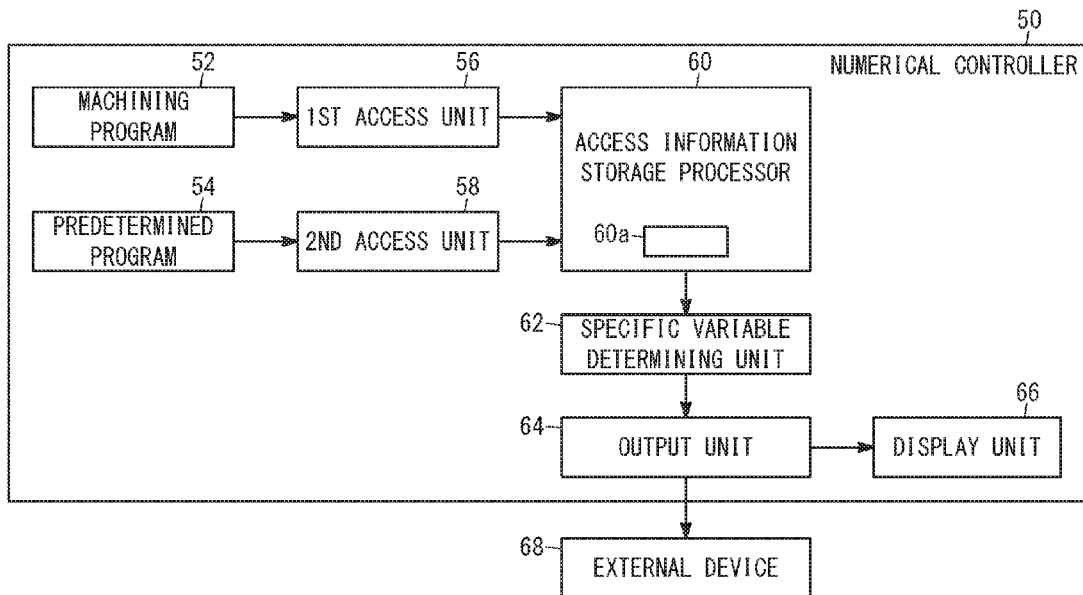 50
NUMERICAL CONTROLLER
52
MACHINING
PROGRAM
56
1ST ACCESS UNIT
60
ACCESS INFORMATION
STORAGE PROCESSOR
60a
54
PREDETERMINED
PROGRAM
58
2ND ACCESS UNIT
62
SPECIFIC VARIABLE
DETERMINING UNIT
64
OUTPUT UNIT
66
DISPLAY UNIT
68
EXTERNAL DEVICE